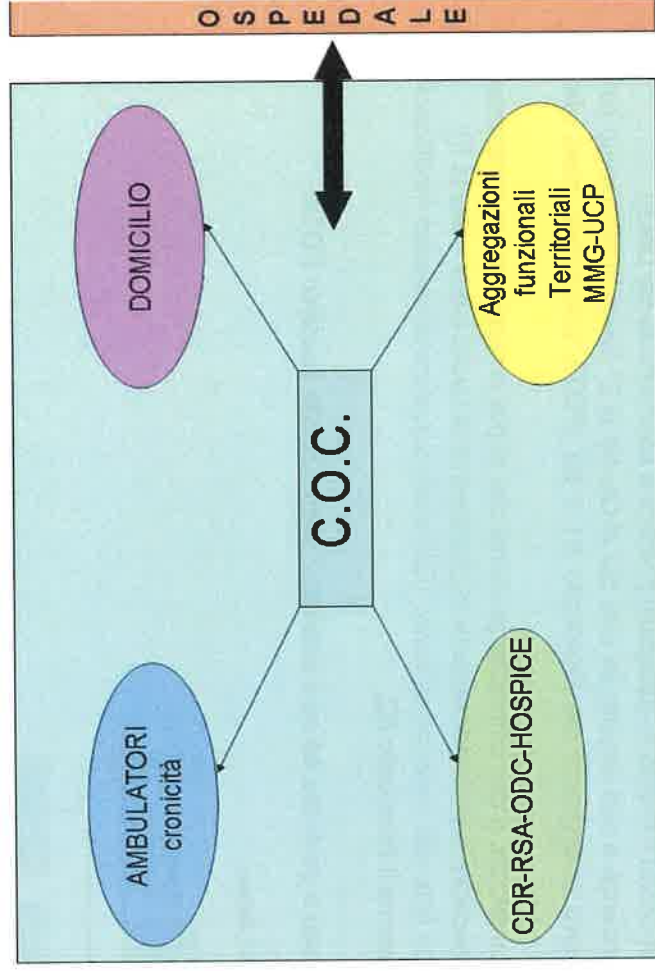 AMBULATORI
cronicità
DOMICILIO
C.O.C.
CDR-RSA-ODC-HOSPICE
Aggregazioni
funzionali
Territoriali
MMG-UCP
OSPEDALE